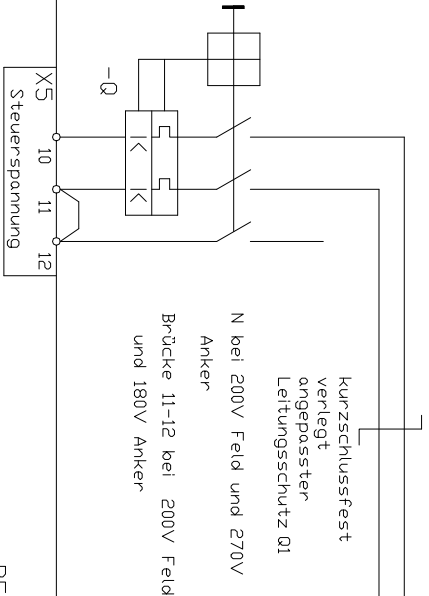 X5
Steuerspannung
10
11
12
-Q
kurzschlussfest
verlegt
angepasster
Leitungsschutz Q1
N bei 200V Feld und 270V
Anker
Brücke 11-12 bei 200V Feld
und 180V Anker